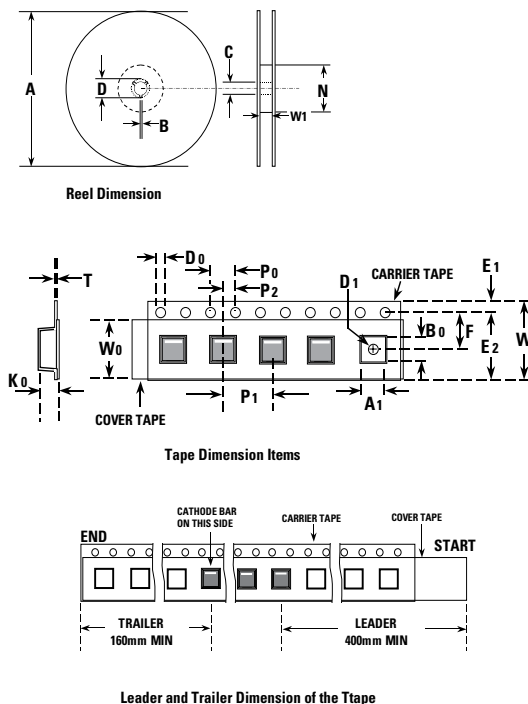 A
D
B
C
N
W1
Reel Dimension
T
D0
P0
P2
D1
CARRIER TAPE
E1
W0
B0
F
E2
W
K0
P1
A1
COVER TAPE
Tape Dimension Items
CATHODE BAR
ON THIS SIDE
CARRIER TAPE
COVER TAPE
END
START
TRAILER
160mm MIN
LEADER
400mm MIN
Leader and Trailer Dimension of the Ttape